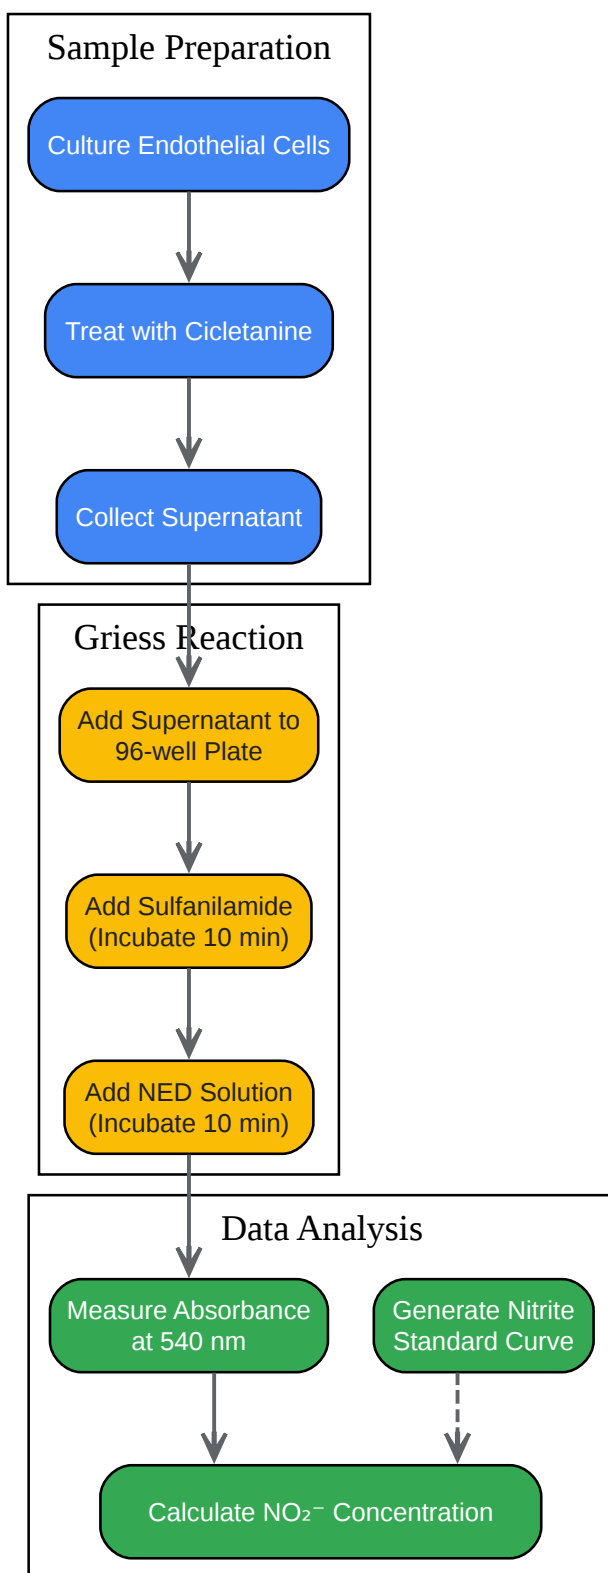 Sample Preparation
Culture Endothelial Cells
Treat with Cicletanine
Collect Supernatant
Griess Reaction
Add Supernatant to
96-well Plate
Add Sulfanilamide
(Incubate 10 min)
Add NED Solution
(Incubate 10 min)
Data Analysis
Measure Absorbance
at 540 nm
Generate Nitrite
Standard Curve
Calculate NO₂⁻ Concentration